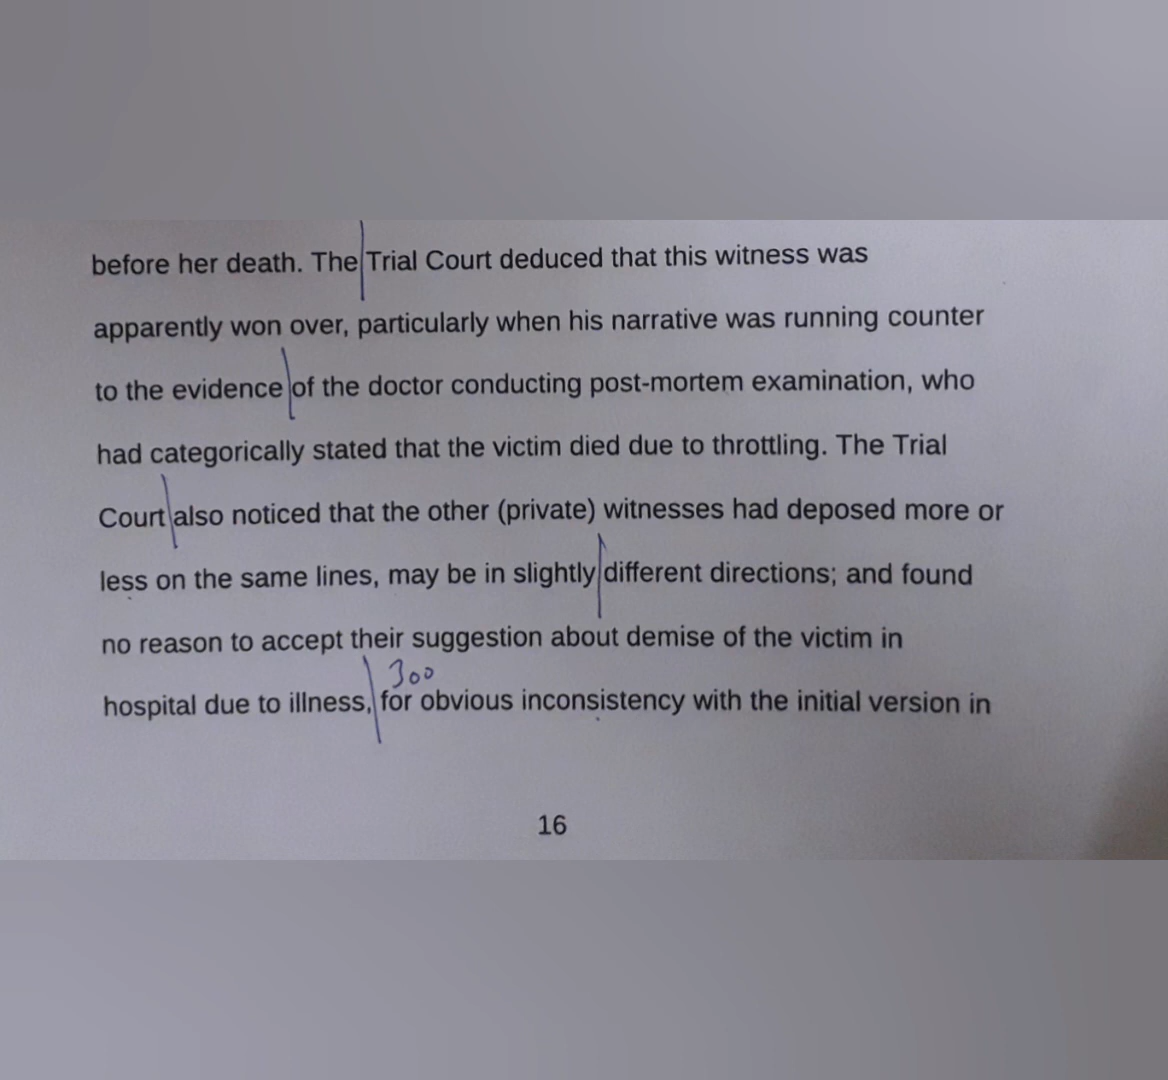 before her death. The Trial Court deduced that this witness was
apparently won over, particularly when his narrative was running counter
to the evidence of the doctor conducting post-mortem examination, who
had categorically stated that the victim died due to throttling. The Trial
Court also noticed that the other (private) witnesses had deposed more or
less on the same lines, may be in slightly different directions; and found
no reason to accept their suggestion about demise of the victim in
300
hospital due to illness, for obvious inconsistency with the initial version in
16